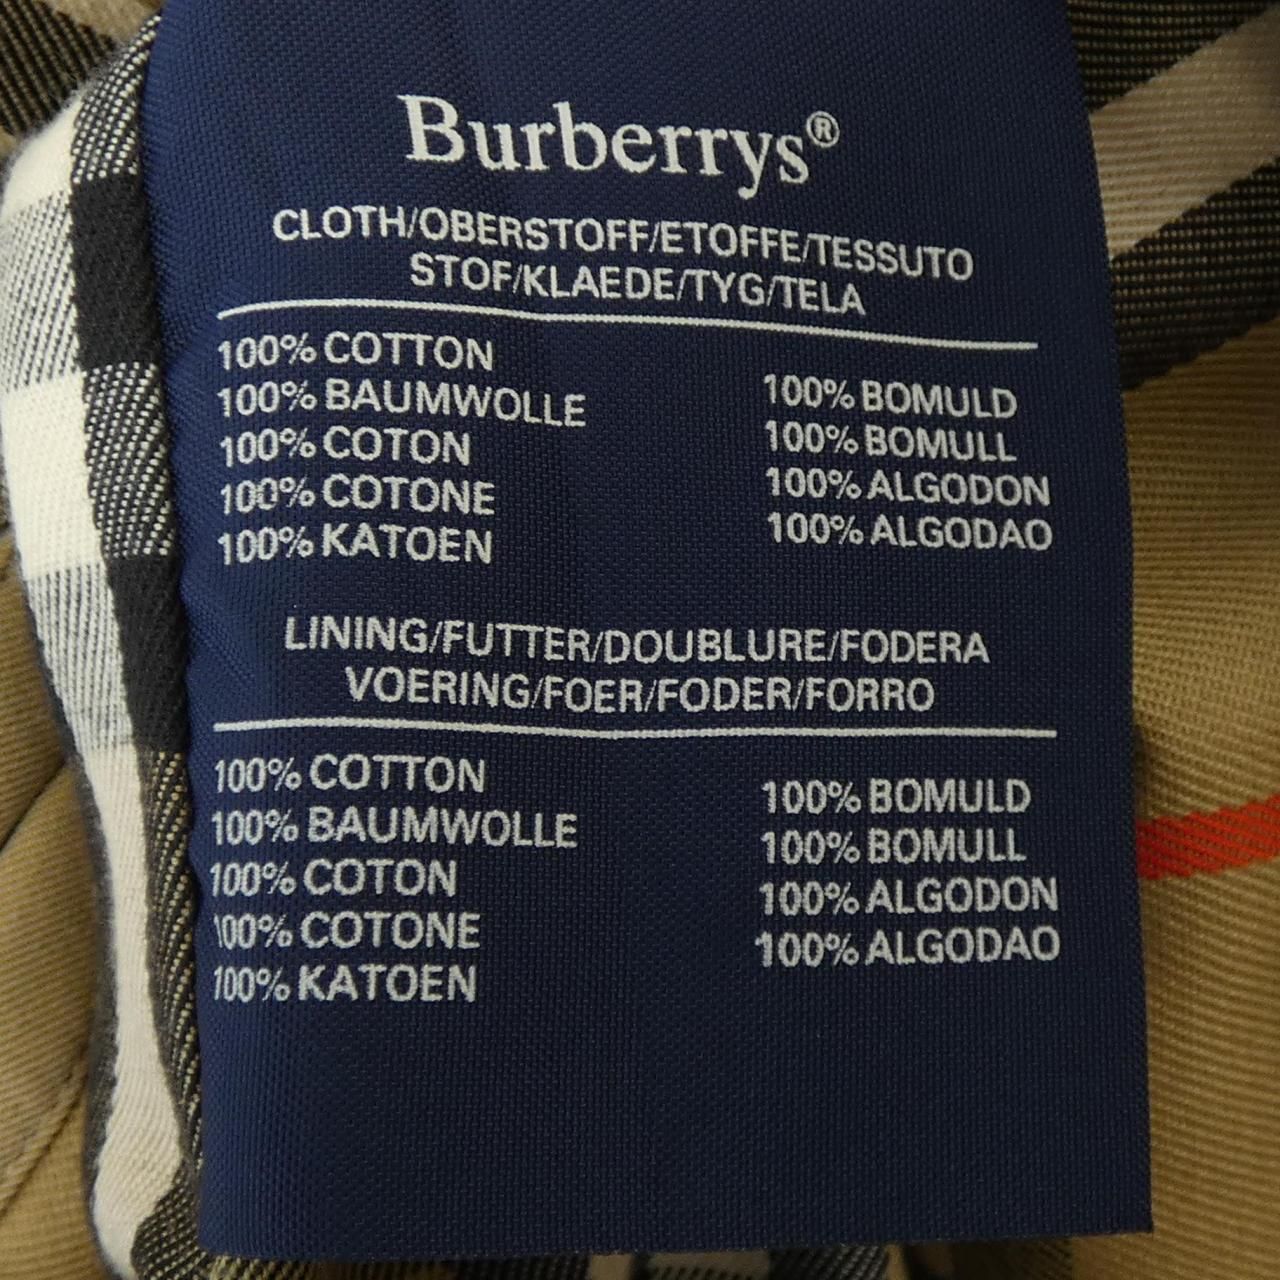 Burberrys®
CLOTH/OBERSTOFF/ETOFFE/TESSUTO
STOF/KLAEDE/TYG/TELA
100% COTTON
100% BAUMWOLLE
100% COTON
100% COTONE
100% KATOEN
100% BOMULD
100% BOMULL
100% ALGODON
100% ALGODAO
LINING/FUTTER/DOUBLURE/FODERA
VOERING/FOER/FODER/FORRO
100% COTTON
100% BAUMWOLLE
100% COTON
100% COTONE
100% KATOEN
100% BOMULD
100% BOMULL
100% ALGODON
100% ALGODAO